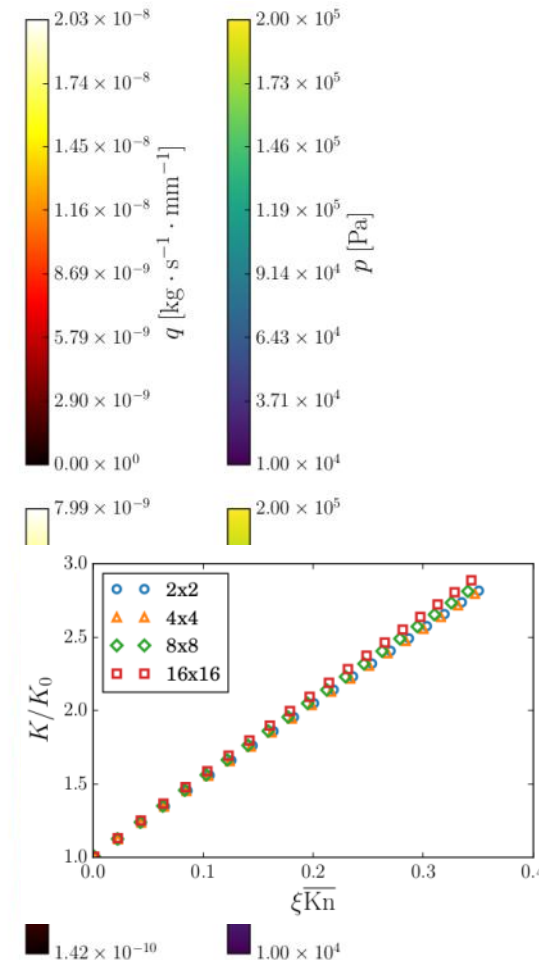 2.03 × 10⁻⁸
1.74 × 10⁻⁸
1.45 × 10⁻⁸
1.16 × 10⁻⁸
8.69 × 10⁻⁹
5.79 × 10⁻⁹
2.90 × 10⁻⁹
0.00 × 10⁰
q [kg · s⁻¹ · mm⁻¹]
2.00 × 10⁵
1.73 × 10⁵
1.46 × 10⁵
1.19 × 10⁵
9.14 × 10⁴
6.43 × 10⁴
3.71 × 10⁴
1.00 × 10⁴
p [Pa]
7.99 × 10⁻⁹
2.00 × 10⁵
3.0
2.5
2.0
1.5
1.0
K/K₀
2x2
4x4
8x8
16x16
0.0 0.1 0.2 0.3 0.4
ξK̅n̅
1.42 × 10⁻¹⁰
1.00 × 10⁴